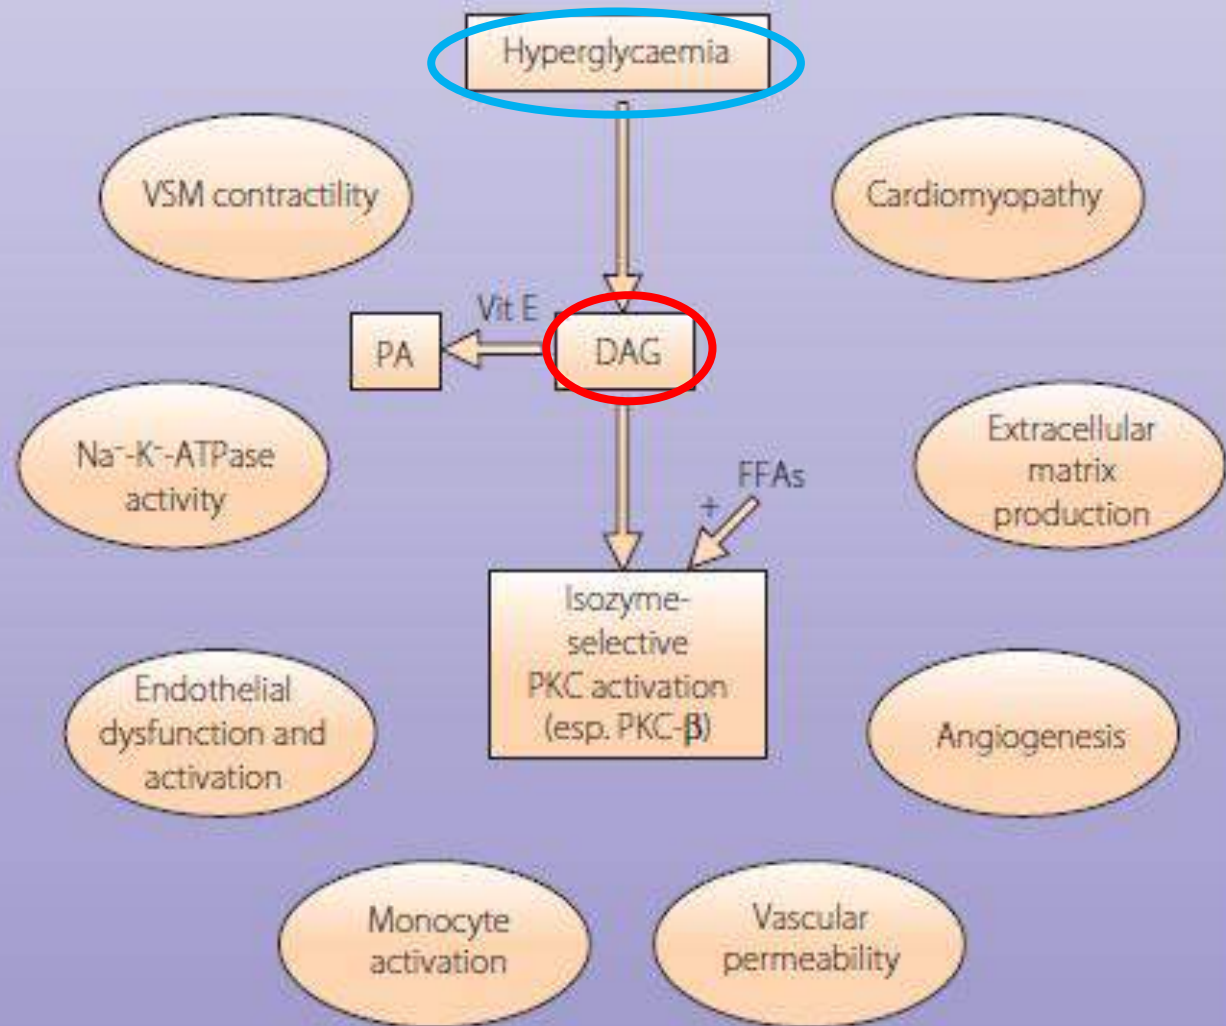 Hyperglycaemia
VSM contractility
Cardiomyopathy
Vit E
PA
DAG
Na⁻-K⁻-ATPase
activity
FFAs
+
Extracellular
matrix
production
Isozyme-
selective
PKC activation
(esp. PKC-β)
Endothelial
dysfunction and
activation
Angiogenesis
Monocyte
activation
Vascular
permeability